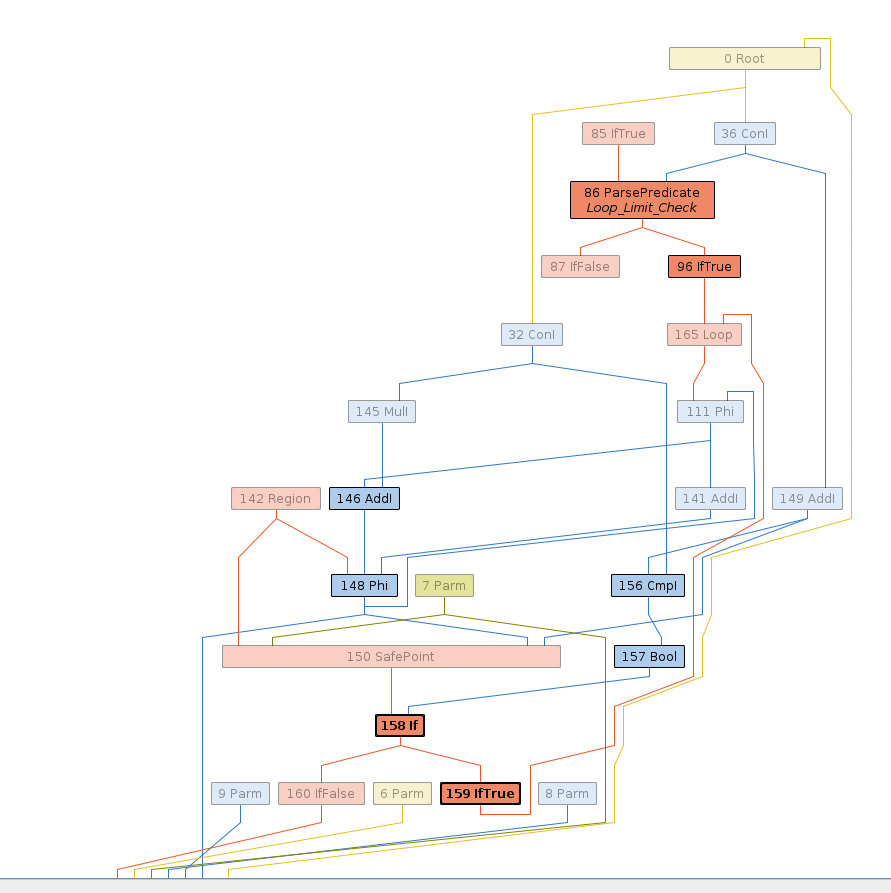 0 Root
85 IfTrue
36 ConI
86 ParsePredicate
Loop_Limit_Check
87 IfFalse
96 IfTrue
32 ConI
165 Loop
145 MulI
111 Phi
142 Region
146 AddI
141 AddI
149 AddI
148 Phi
7 Parm
156 CmpI
150 SafePoint
157 Bool
158 If
9 Parm
160 IfFalse
6 Parm
159 IfTrue
8 Parm